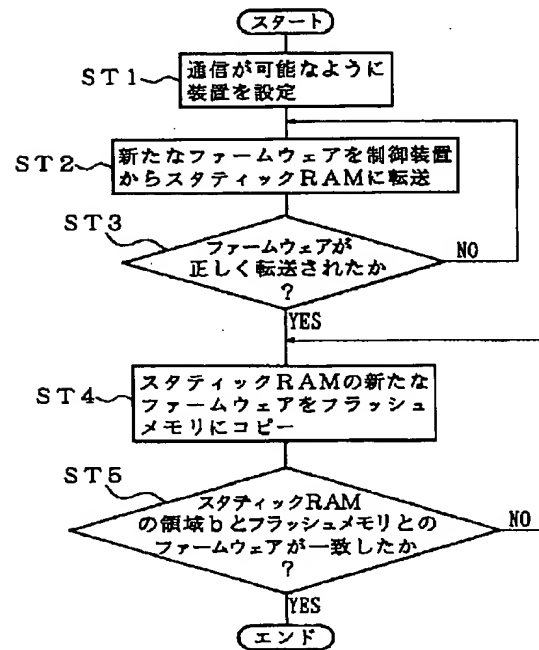 スタート
ST1
通信が可能なように
装置を設定
ST2
新たなファームウェアを制御装置
からスタティックRAMに転送
ST3
ファームウェアが
正しく転送されたか
?
NO
YES
ST4
スタティックRAMの新たな
ファームウェアをフラッシュ
メモリにコピー
ST5
スタティックRAM
の領域bとフラッシュメモリとの
ファームウェアが一致したか
?
NO
YES
エンド